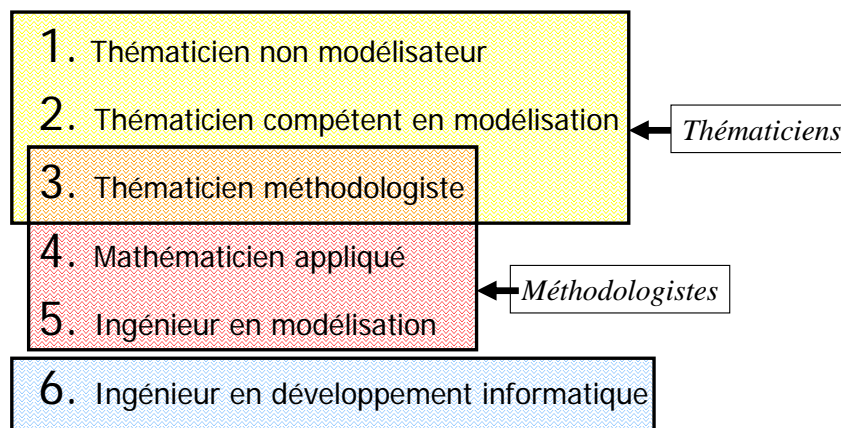 1. Thématicien non modélisateur
2. Thématicien compétent en modélisation
Thématiciens
3. Thématicien méthodologiste
4. Mathématicien appliqué
Méthodologistes
5. Ingénieur en modélisation
6. Ingénieur en développement informatique